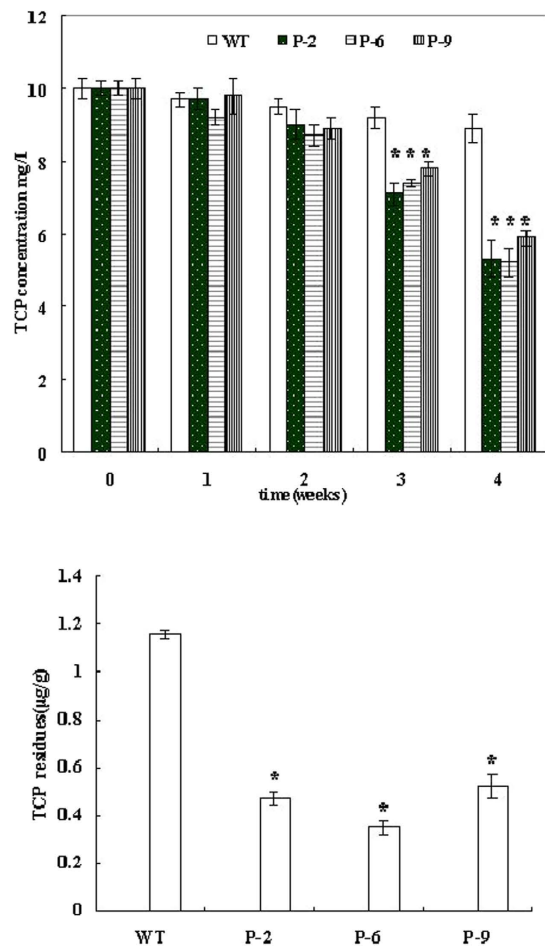 12
10
8
6
4
2
0
TCP concentration mg/l
WT P-2 P-6 P-9
* * *
* * *
0 1 2 3 4
time(weeks)
1.4
1.2
1
0.8
0.6
0.4
0.2
0
TCP residues(μg/g)
*
*
*
WT P-2 P-6 P-9